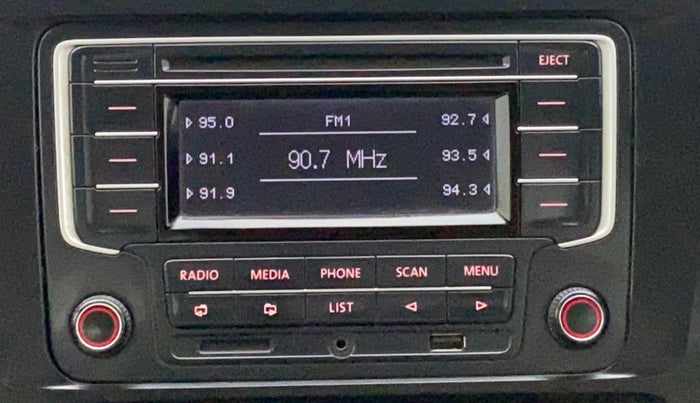 EJECT
95.0 FM1 92.7
91.1 90.7 MHz 93.5
91.9 94.3
RADIO MEDIA PHONE SCAN MENU
LIST